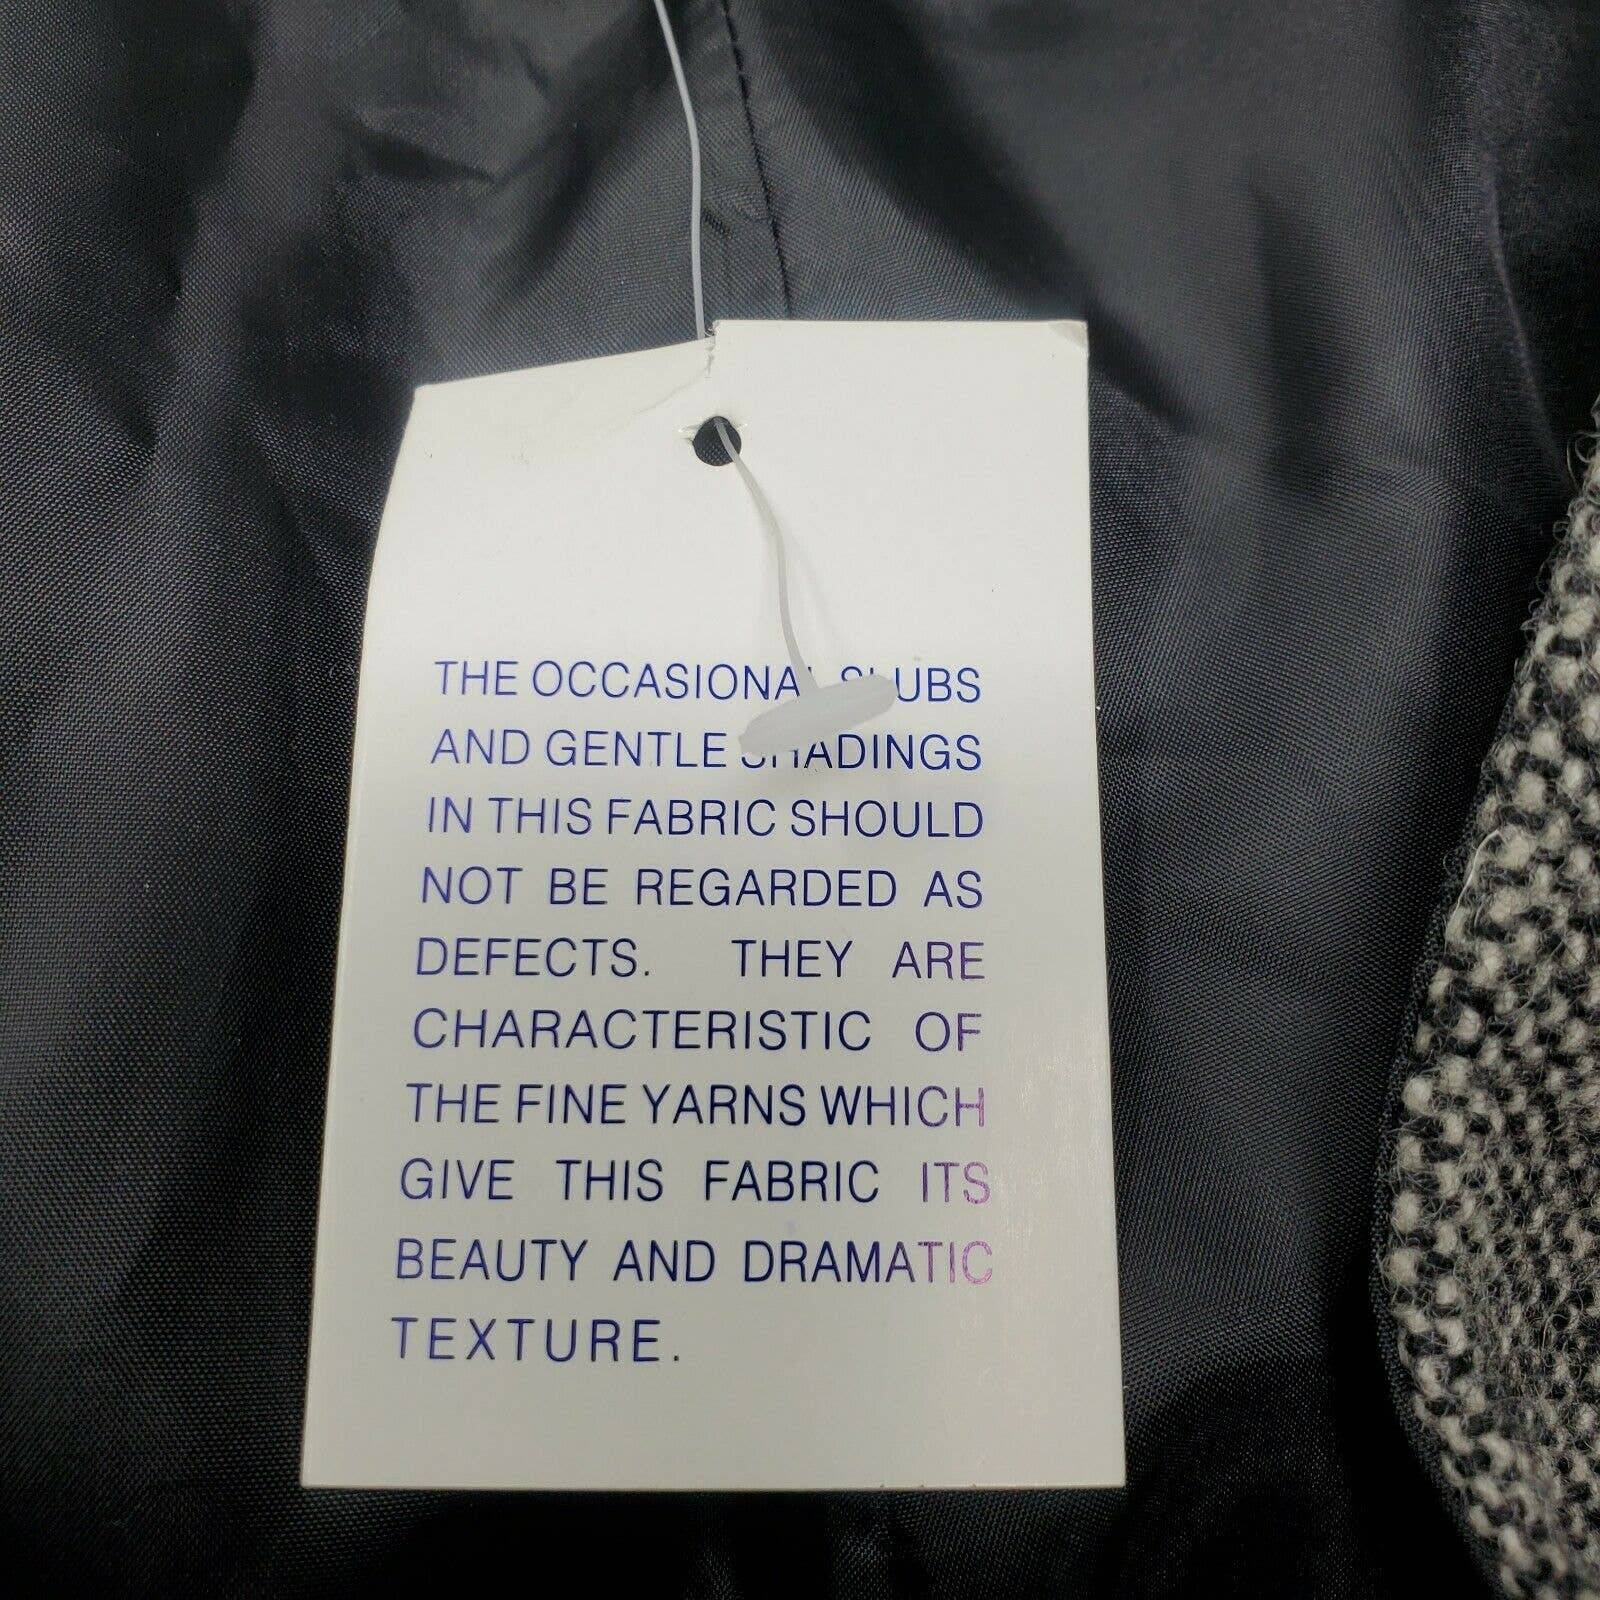 THE OCCASIONAL SLUBS
AND GENTLE SHADINGS
IN THIS FABRIC SHOULD
NOT BE REGARDED AS
DEFECTS. THEY ARE
CHARACTERISTIC OF
THE FINE YARNS WHICH
GIVE THIS FABRIC ITS
BEAUTY AND DRAMATIC
TEXTURE.